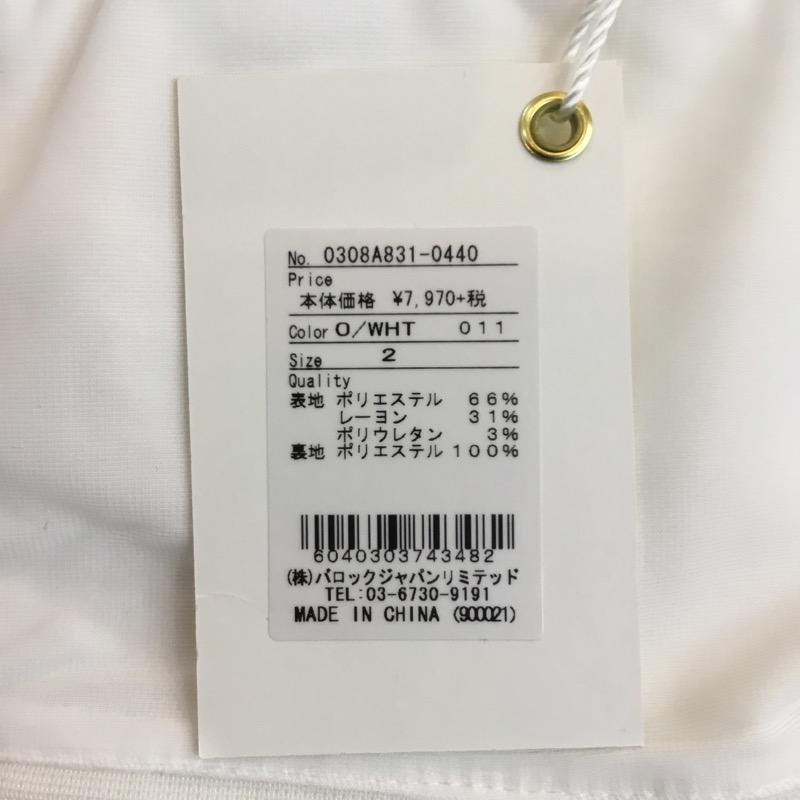 No. 0308A831-0440
Price
本体価格 ¥7,970+税
Color O/WHT 011
Size 2
Quality
表地 ポリエステル 66%
レーヨン 31%
ポリウレタン 3%
裏地 ポリエステル 100%
6040303743482
(株)バロックジャパンリミテッド
TEL:03-6730-9191
MADE IN CHINA (900021)